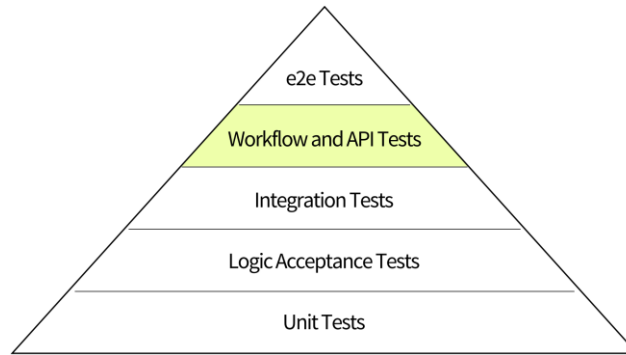 e2e Tests
Workflow and API Tests
Integration Tests
Logic Acceptance Tests
Unit Tests